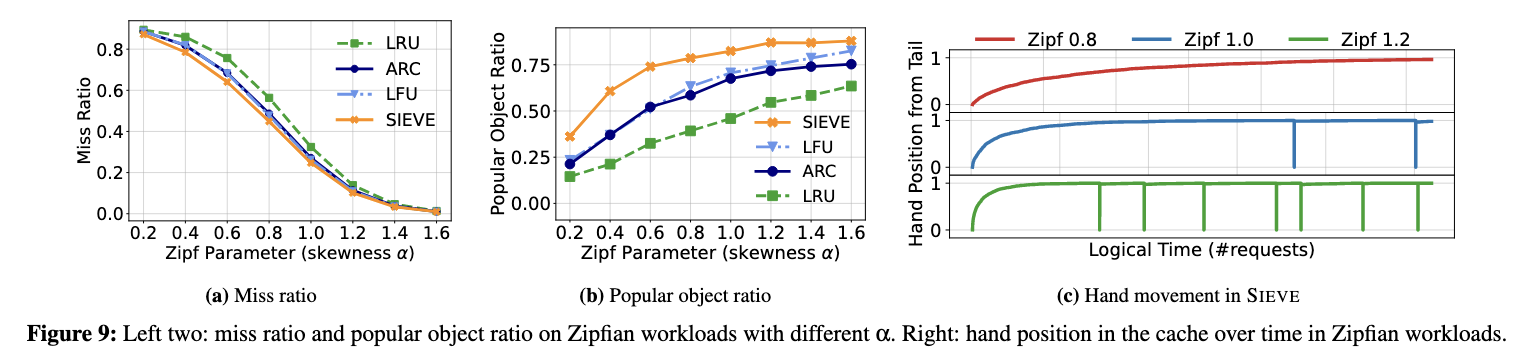 Miss Ratio
0.8
0.6
0.4
0.2
0.0
LRU
ARC
LFU
SIEVE
0.2 0.4 0.6 0.8 1.0 1.2 1.4 1.6
Zipf Parameter (skewness α)
(a) Miss ratio
Popular Object Ratio
0.75
0.50
0.25
0.00
SIEVE
LFU
ARC
LRU
0.2 0.4 0.6 0.8 1.0 1.2 1.4 1.6
Zipf Parameter (skewness α)
(b) Popular object ratio
Zipf 0.8 Zipf 1.0 Zipf 1.2
Hand Position from Tail
1
0
1
0
1
0
Logical Time (#requests)
(c) Hand movement in SIEVE
Figure 9: Left two: miss ratio and popular object ratio on Zipfian workloads with different α. Right: hand position in the cache over time in Zipfian workloads.